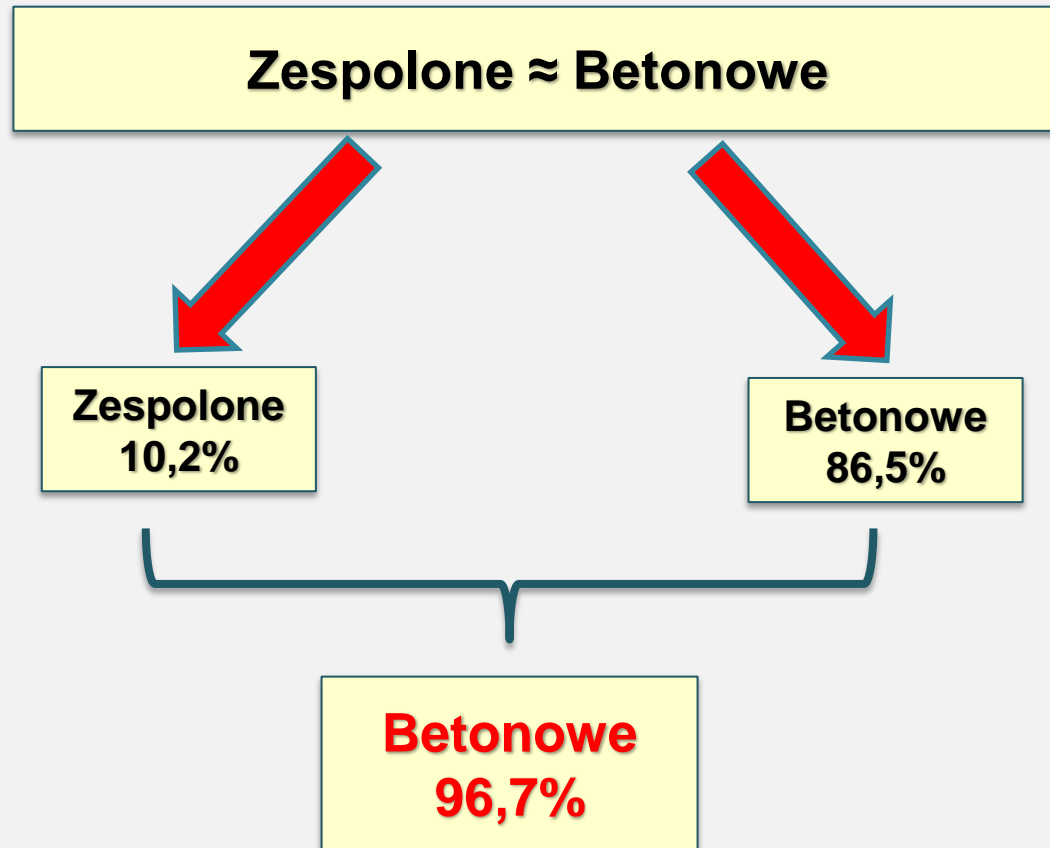 Zespolone ≈ Betonowe
Zespolone
10,2%
Betonowe
86,5%
Betonowe
96,7%